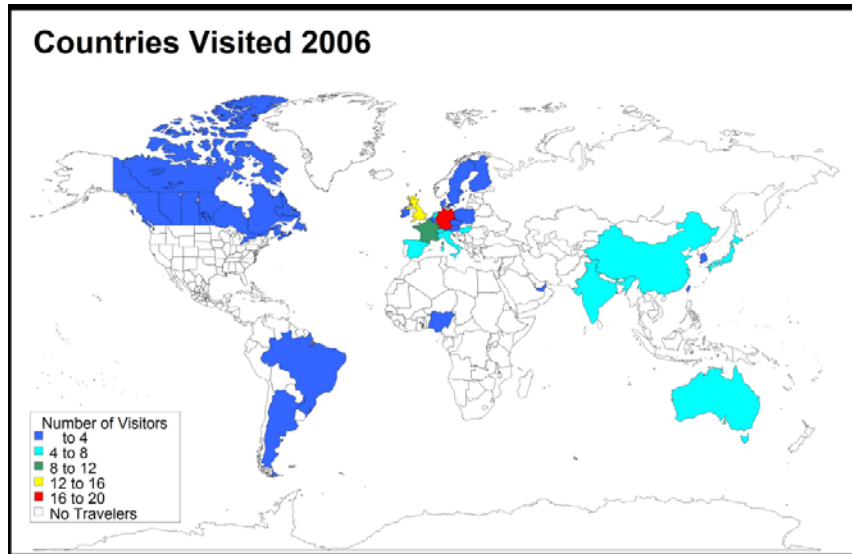 Countries Visited 2006
Number of Visitors
to 4
4 to 8
8 to 12
12 to 16
16 to 20
No Travelers